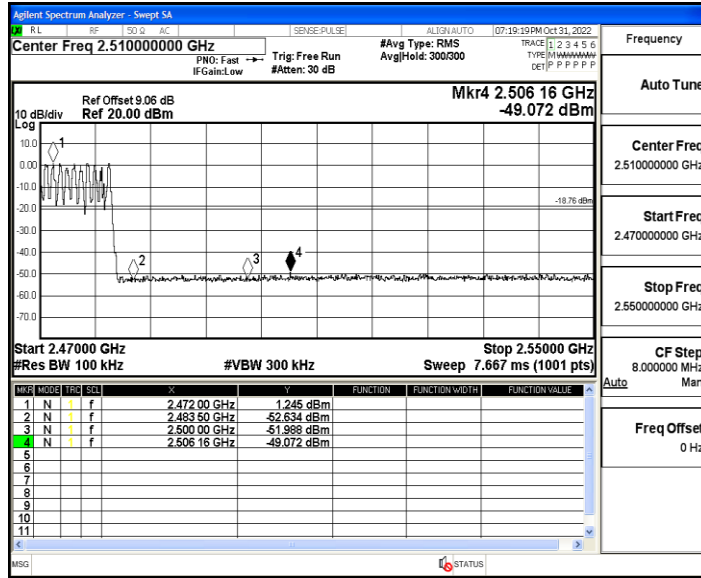 Agilent Spectrum Analyzer - Swept SA
RL RF 50 Ω AC SENSE:PULSE ALIGN AUTO 07:19:19 PM Oct 31, 2022
Center Freq 2.510000000 GHz
PNO: Fast
IFGain:Low
Trig: Free Run
#Atten: 30 dB
#Avg Type: RMS
Avg|Hold: 300/300
TRACE 1 2 3 4 5 6
TYPE M
DET P P P P P P
Ref Offset 9.06 dB
10 dB/div Ref 20.00 dBm
Log
Mkr4 2.506 16 GHz
-49.072 dBm
10.0
0.00
-10.0
-20.0
-30.0
-40.0
-50.0
-60.0
-70.0
1
2
3
4
-18.76 dBm
Start 2.47000 GHz Stop 2.55000 GHz
#Res BW 100 kHz #VBW 300 kHz Sweep 7.667 ms (1001 pts)
MKR MODE TRC SCL X Y FUNCTION FUNCTION WIDTH FUNCTION VALUE
1 N 1 f 2.472 00 GHz 1.245 dBm
2 N 1 f 2.483 50 GHz -52.634 dBm
3 N 1 f 2.500 00 GHz -51.988 dBm
4 N 1 f 2.506 16 GHz -49.072 dBm
5
6
7
8
9
10
11
MSG STATUS
Frequency
Auto Tune
Center Freq
2.510000000 GHz
Start Freq
2.470000000 GHz
Stop Freq
2.550000000 GHz
CF Step
8.000000 MHz
Auto Man
Freq Offset
0 Hz